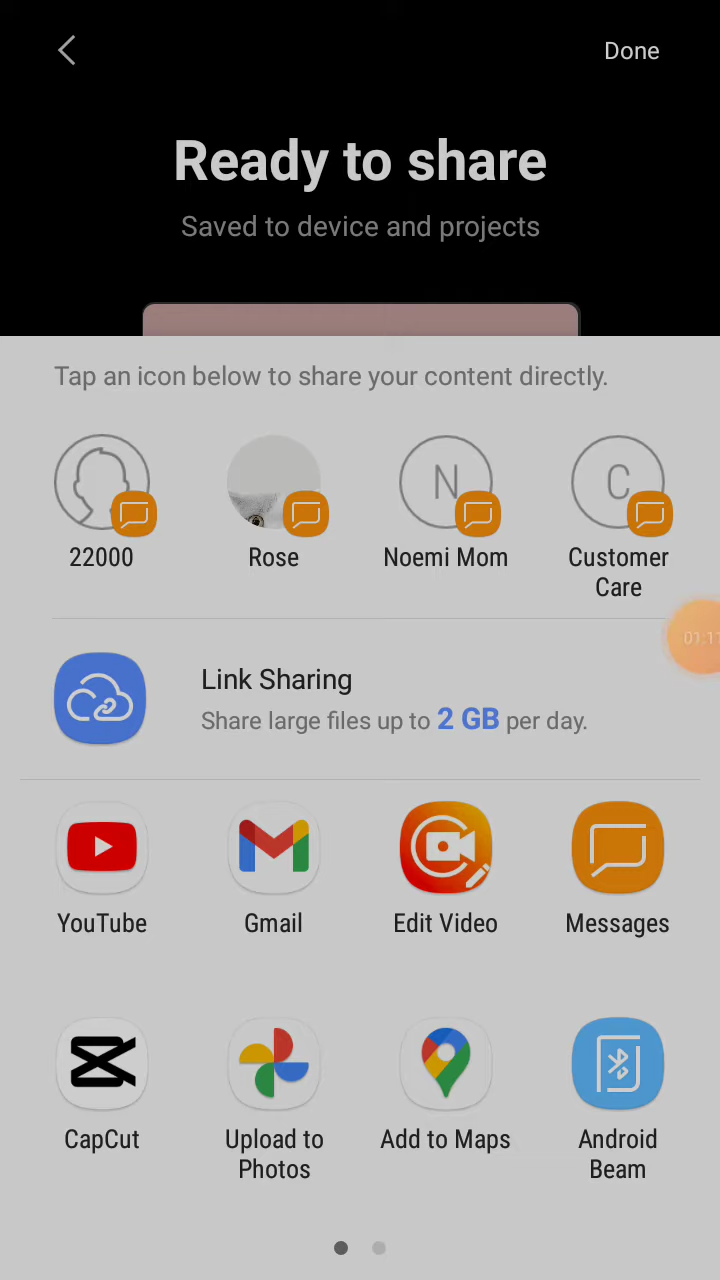 Done
Ready to share
Saved to device and projects
Tap an icon below to share your content directly.
N
C
22000
Rose
Noemi Mom
Customer
Care
Link Sharing
Share large files up to 2 GB per day.
YouTube
Gmail
Edit Video
Messages
CapCut
Upload to
Photos
Add to Maps
Android
Beam